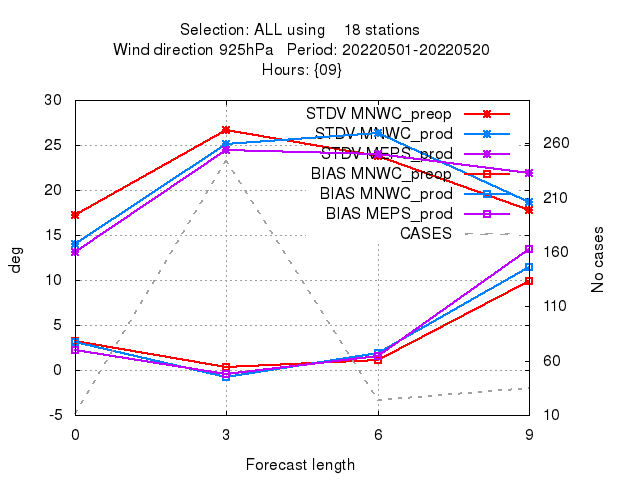 Selection: ALL using 18 stations
Wind direction 925hPa Period: 20220501-20220520
Hours: {09}
30
25
20
15
10
5
0
-5
deg
STDV MNWC_preop
STDV MNWC_prod
STDV MEPS_prod
BIAS MNWC_preop
BIAS MNWC_prod
BIAS MEPS_prod
CASES
260
210
160
110
60
10
No cases
0 3 6 9
Forecast length